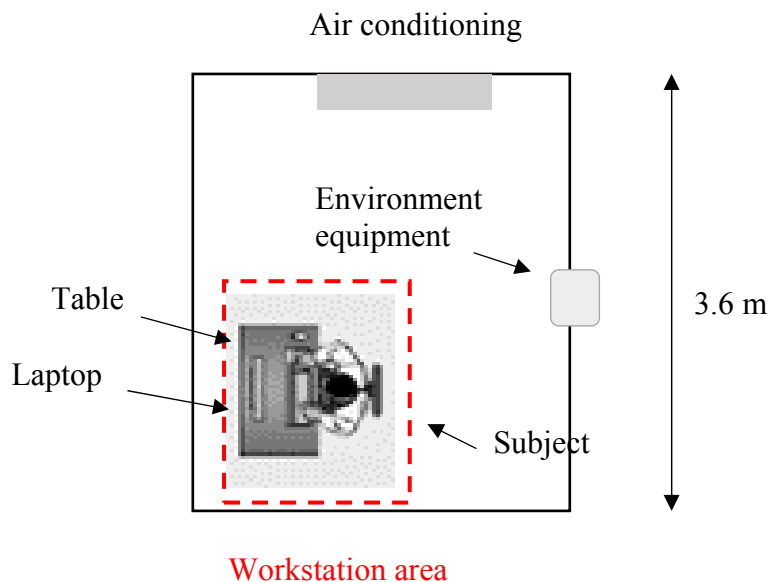 Air conditioning
Environment
equipment
Table
3.6 m
Laptop
Subject
Workstation area